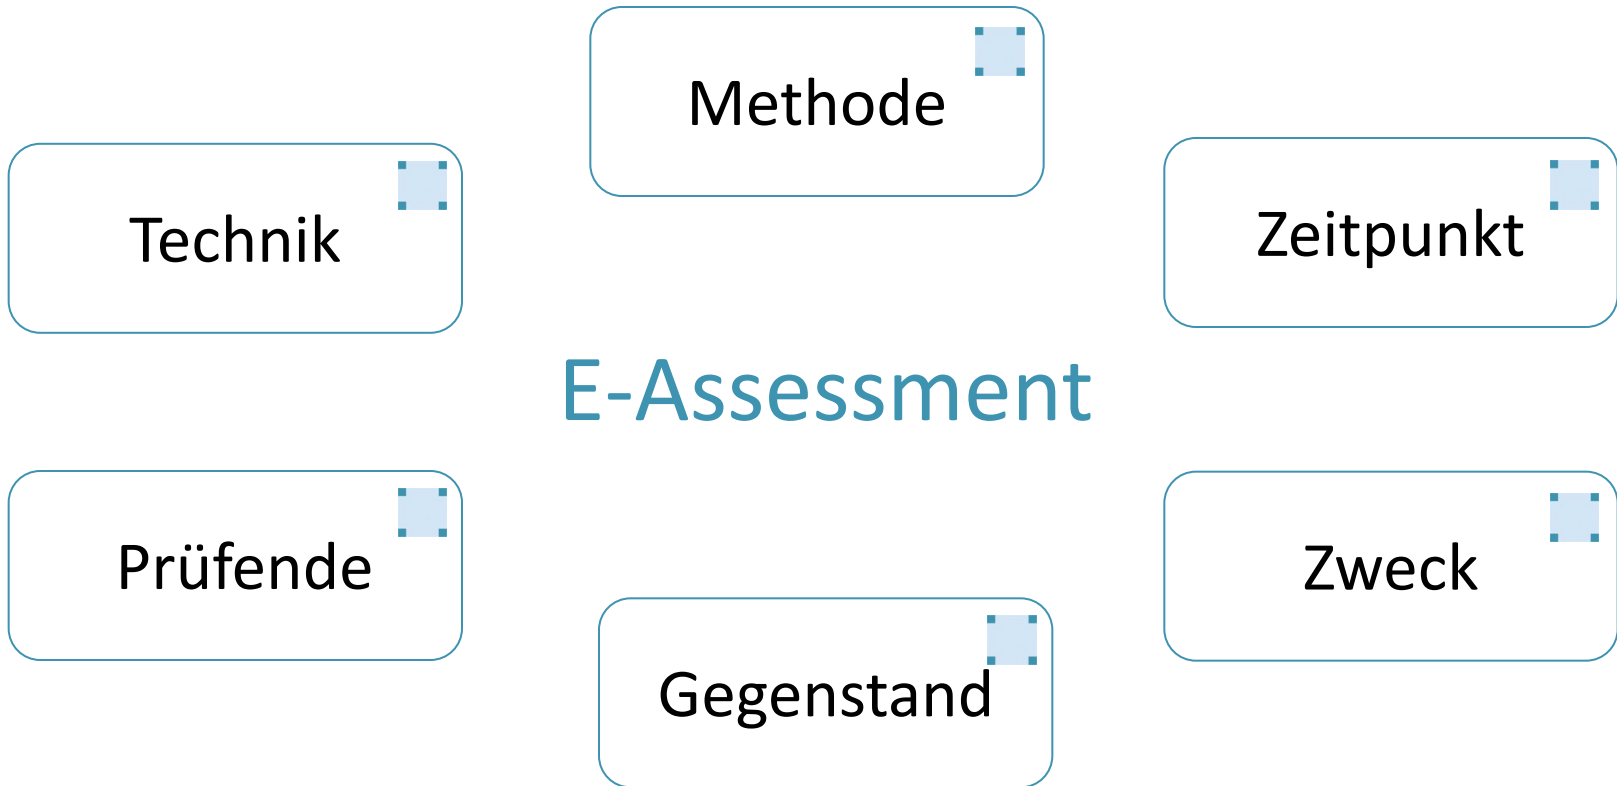 Methode
Technik
Zeitpunkt
E-Assessment
Prüfende
Zweck
Gegenstand